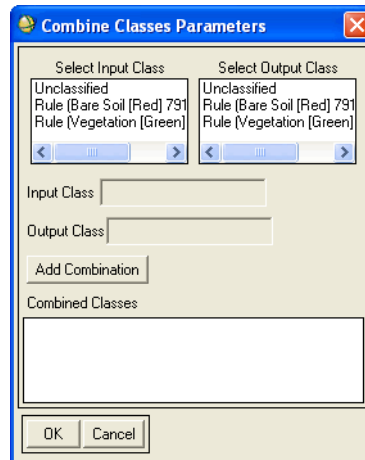 Combine Classes Parameters
Select Input Class Select Output Class
Unclassified Unclassified
Rule (Bare Soil [Red] 791 Rule (Bare Soil [Red] 791
Rule (Vegetation [Green] Rule (Vegetation [Green]
Input Class
Output Class
Add Combination
Combined Classes
OK Cancel